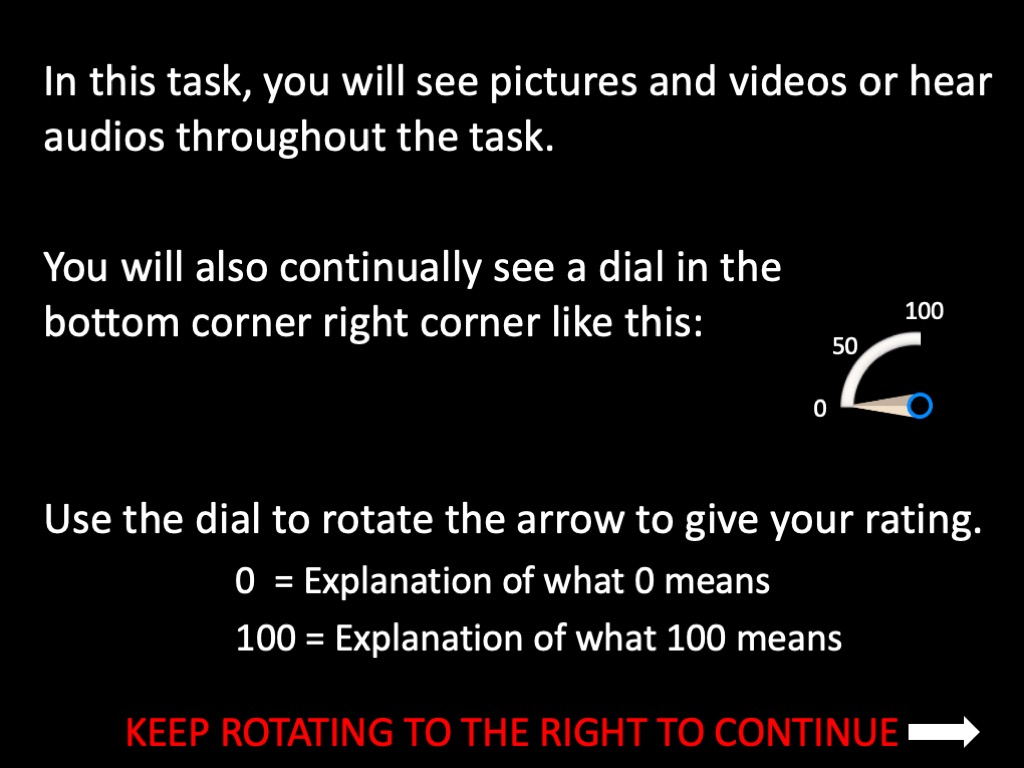 In this task, you will see pictures and videos or hear
audios throughout the task.
You will also continually see a dial in the
bottom corner right corner like this:
100
50
0
Use the dial to rotate the arrow to give your rating.
0 = Explanation of what 0 means
100 = Explanation of what 100 means
KEEP ROTATING TO THE RIGHT TO CONTINUE